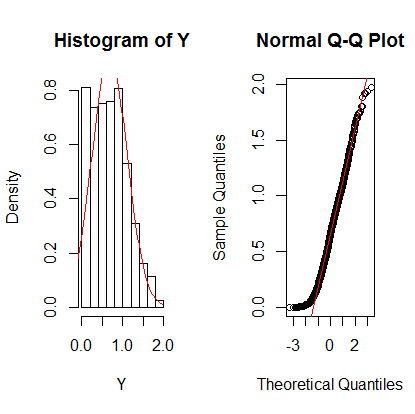 Histogram of Y
Density
0.0 0.2 0.4 0.6 0.8
0.0 1.0 2.0
Y
Normal Q-Q Plot
Sample Quantiles
0.0 0.5 1.0 1.5 2.0
-3 0 2
Theoretical Quantiles